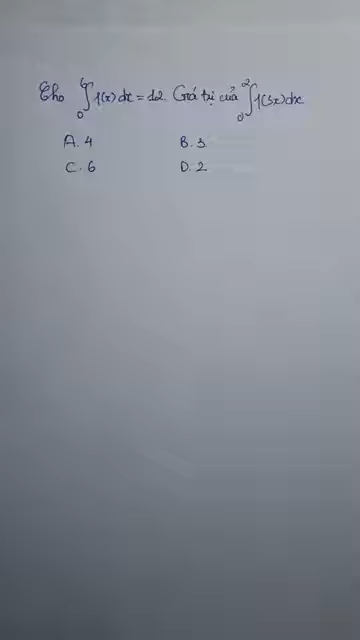 Cho ∫₀⁶ f(x)dx = 12. Giá trị của ∫₀² f(3x)dx
A. 4 B. 3
C. 6 D. 2